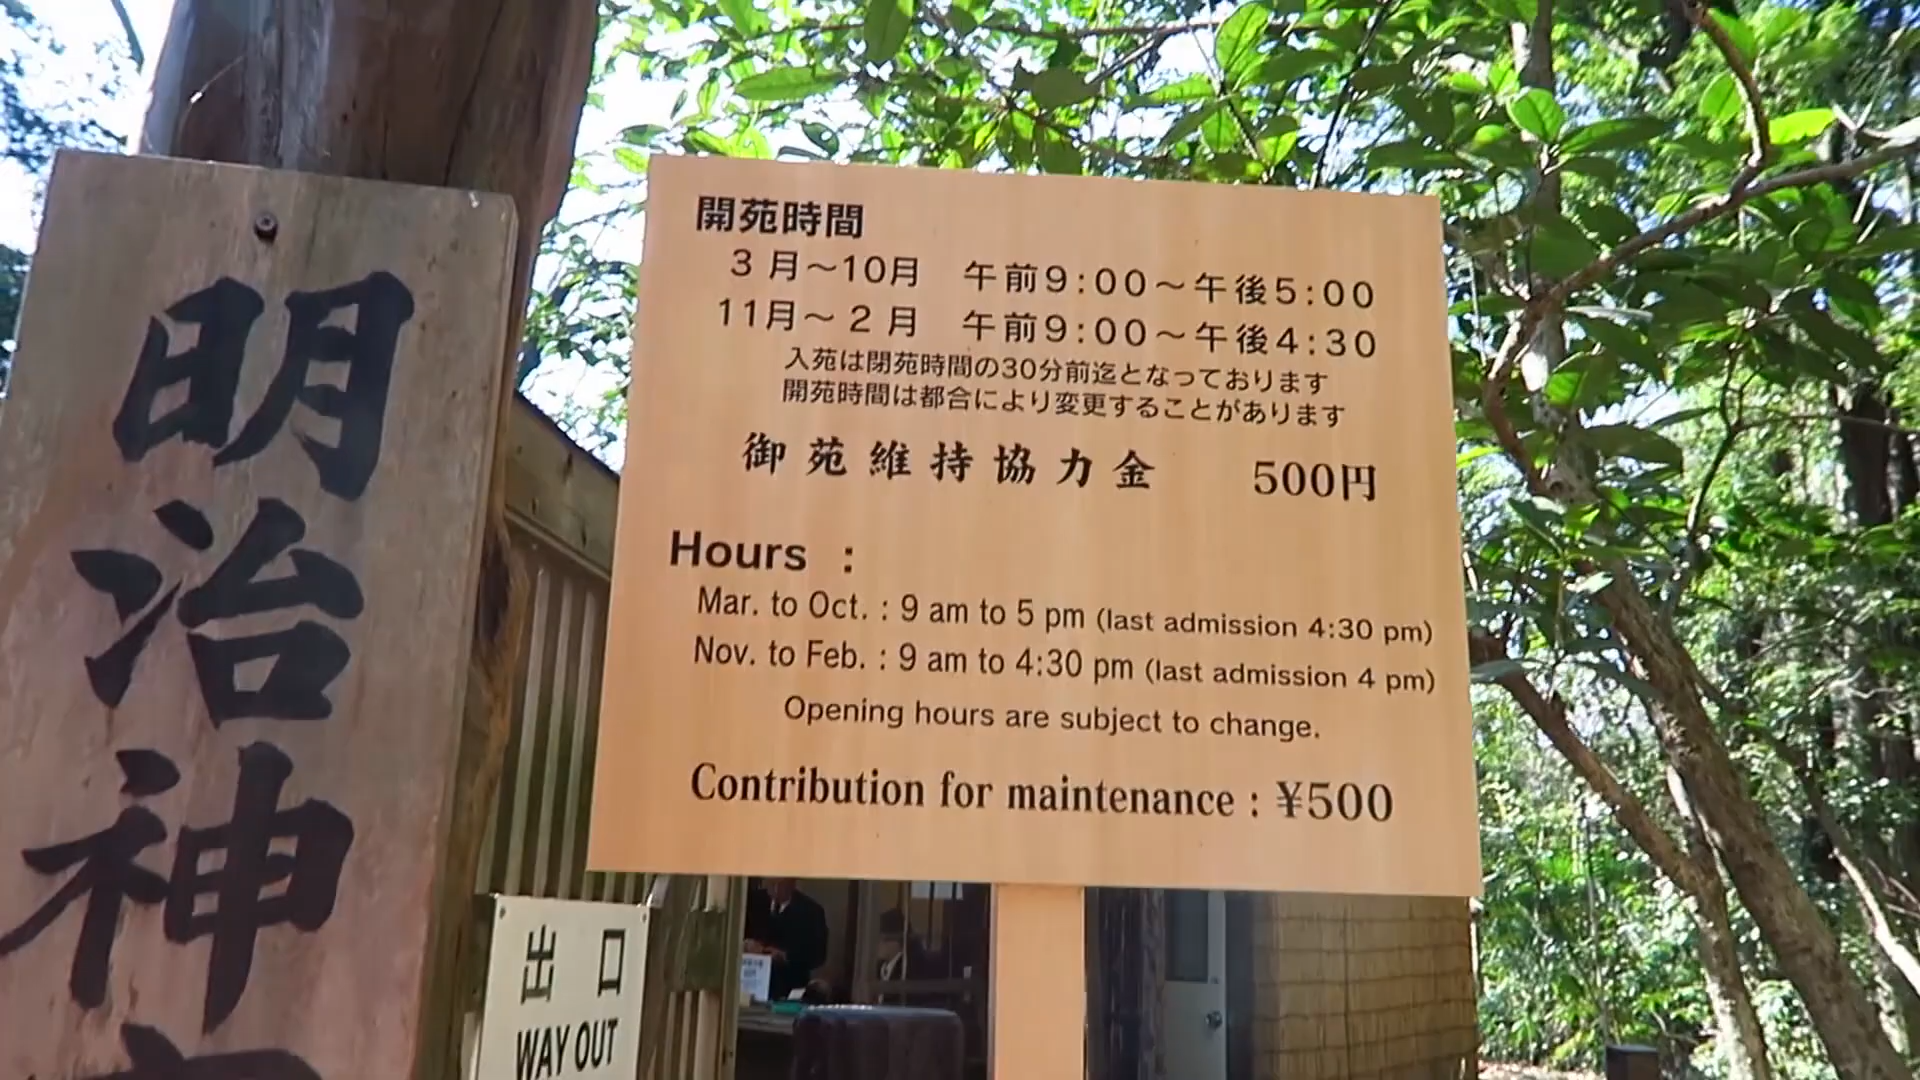 明治神
開苑時間
3月～10月 午前9:00～午後5:00
11月～2月 午前9:00～午後4:30
入苑は閉苑時間の30分前迄となっております
開苑時間は都合により変更することがあります
御苑維持協力金 500円
Hours :
Mar. to Oct. : 9 am to 5 pm (last admission 4:30 pm)
Nov. to Feb. : 9 am to 4:30 pm (last admission 4 pm)
Opening hours are subject to change.
Contribution for maintenance : ¥500
出口
WAY OUT